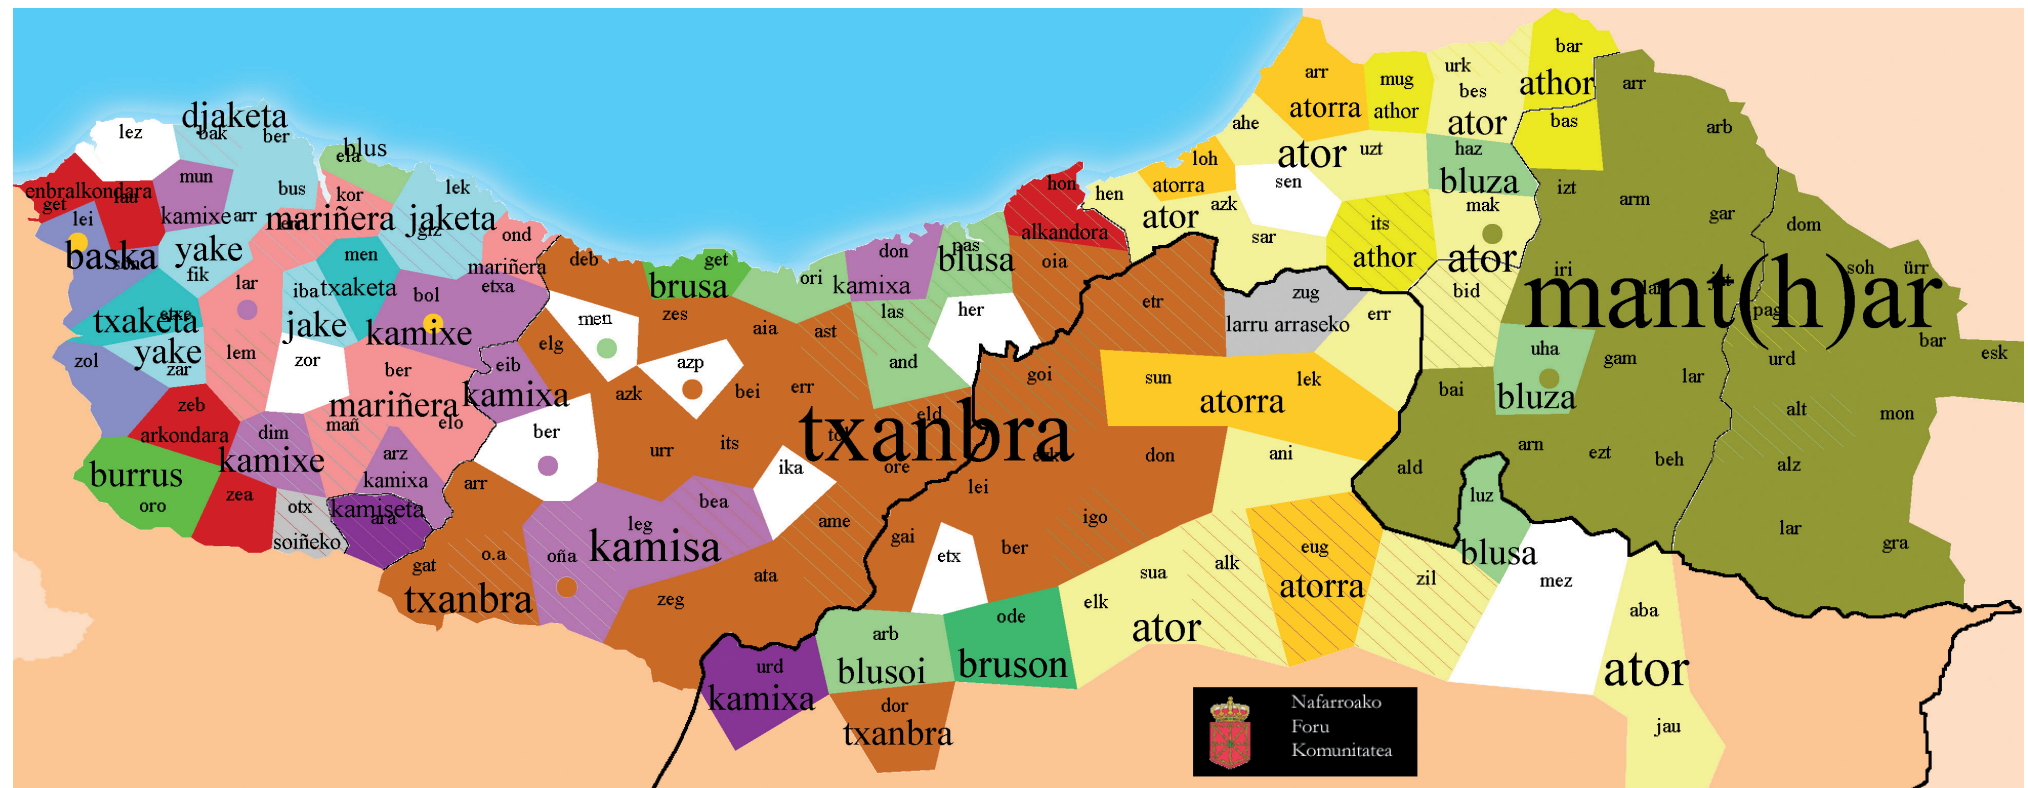 djaketa
lez
bak
ber
blus
ela
mun
bus
kor
lek
enbralkondara
get
lau
lei
kamixe
arr
mariñera
jaketa
giz
ond
baska
yake
fik
men
mariñera
etxa
lar
iba
txaketa
bol
txaketa
etxe
jake
kamixe
yake
zar
zol
lem
zor
ber
eib
kamixa
zeb
arkondara
dim
kamixe
mañ
mariñera
elo
arz
kamixa
burrus
oro
zea
otx
soiñeko
kamiseta
ara
deb
get
brusa
zes
men
elg
azp
azk
bei
err
aia
ast
ori
don
kamixa
pas
blusa
las
her
and
hon
alkandora
oia
ber
arr
urr
its
ika
txanbra
eld
tol
ore
gat
o.a
txanbra
oña
leg
kamisa
bea
ame
ata
zeg
goi
etr
lei
don
igo
gai
ber
etx
urd
kamixa
arb
blusoi
ode
bruson
dor
txanbra
hen
ator
atorra
loh
azk
ahe
arr
atorra
mug
athor
urk
bes
ator
bar
athor
bas
ator
uzt
haz
bluza
sen
sar
its
athor
mak
ator
bid
zug
larru arraseko
err
sun
lek
atorra
ani
sua
alk
elk
ator
eug
atorra
zil
mez
aba
ator
jau
luz
blusa
arr
arb
izt
arm
gar
iri
mant(h)ar
dom
soh
ürr
pag
urd
bar
esk
uha
bluza
gam
lar
bai
ald
arn
ezt
beh
alt
mon
alz
lar
gra
Nafarroako
Foru
Komunitatea